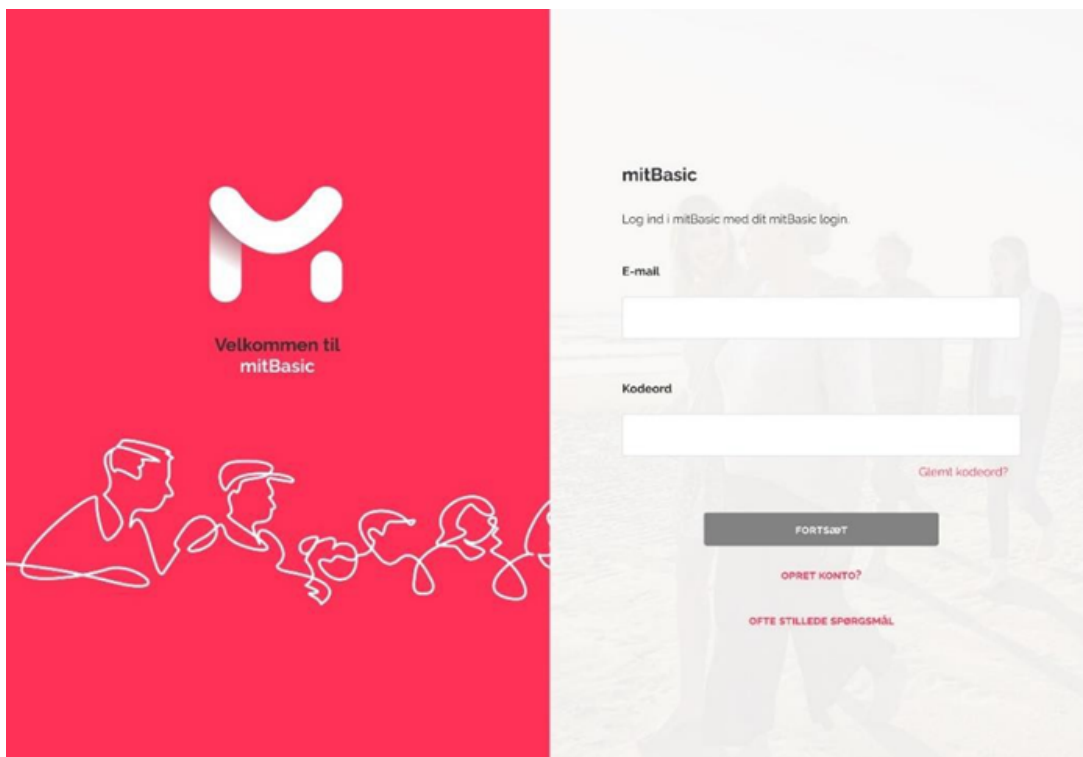 Velkommen til
mitBasic
mitBasic
Log ind i mitBasic med dit mitBasic login.
E-mail
Kodeord
Glemt kodeord?
FORTSÆT
OPRET KONTO?
OFTE STILLEDE SPØRGSMÅL